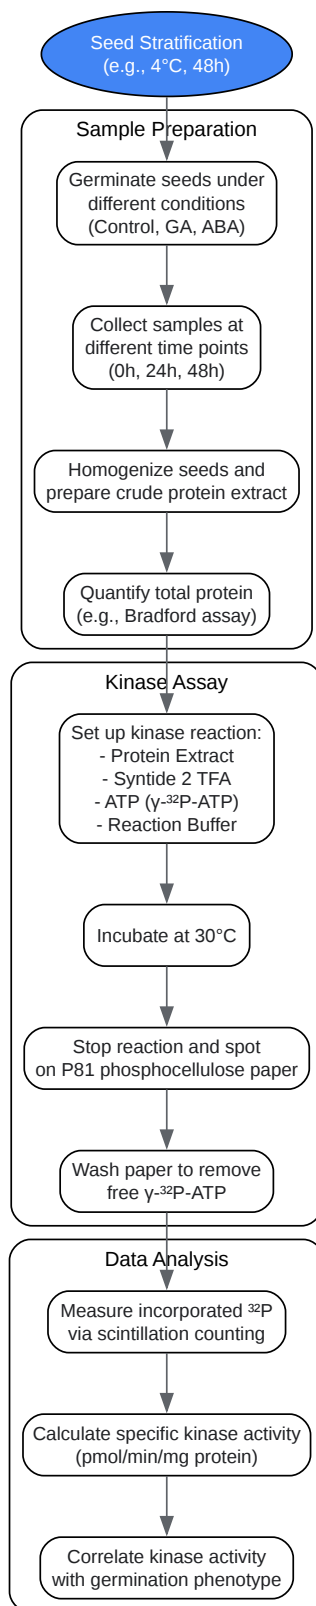 Seed Stratification
(e.g., 4°C, 48h)
Sample Preparation
Germinate seeds under
different conditions
(Control, GA, ABA)
Collect samples at
different time points
(0h, 24h, 48h)
Homogenize seeds and
prepare crude protein extract
Quantify total protein
(e.g., Bradford assay)
Kinase Assay
Set up kinase reaction:
- Protein Extract
- Syntide 2 TFA
- ATP (γ-³²P-ATP)
- Reaction Buffer
Incubate at 30°C
Stop reaction and spot
on P81 phosphocellulose paper
Wash paper to remove
free γ-³²P-ATP
Data Analysis
Measure incorporated ³²P
via scintillation counting
Calculate specific kinase activity
(pmol/min/mg protein)
Correlate kinase activity
with germination phenotype